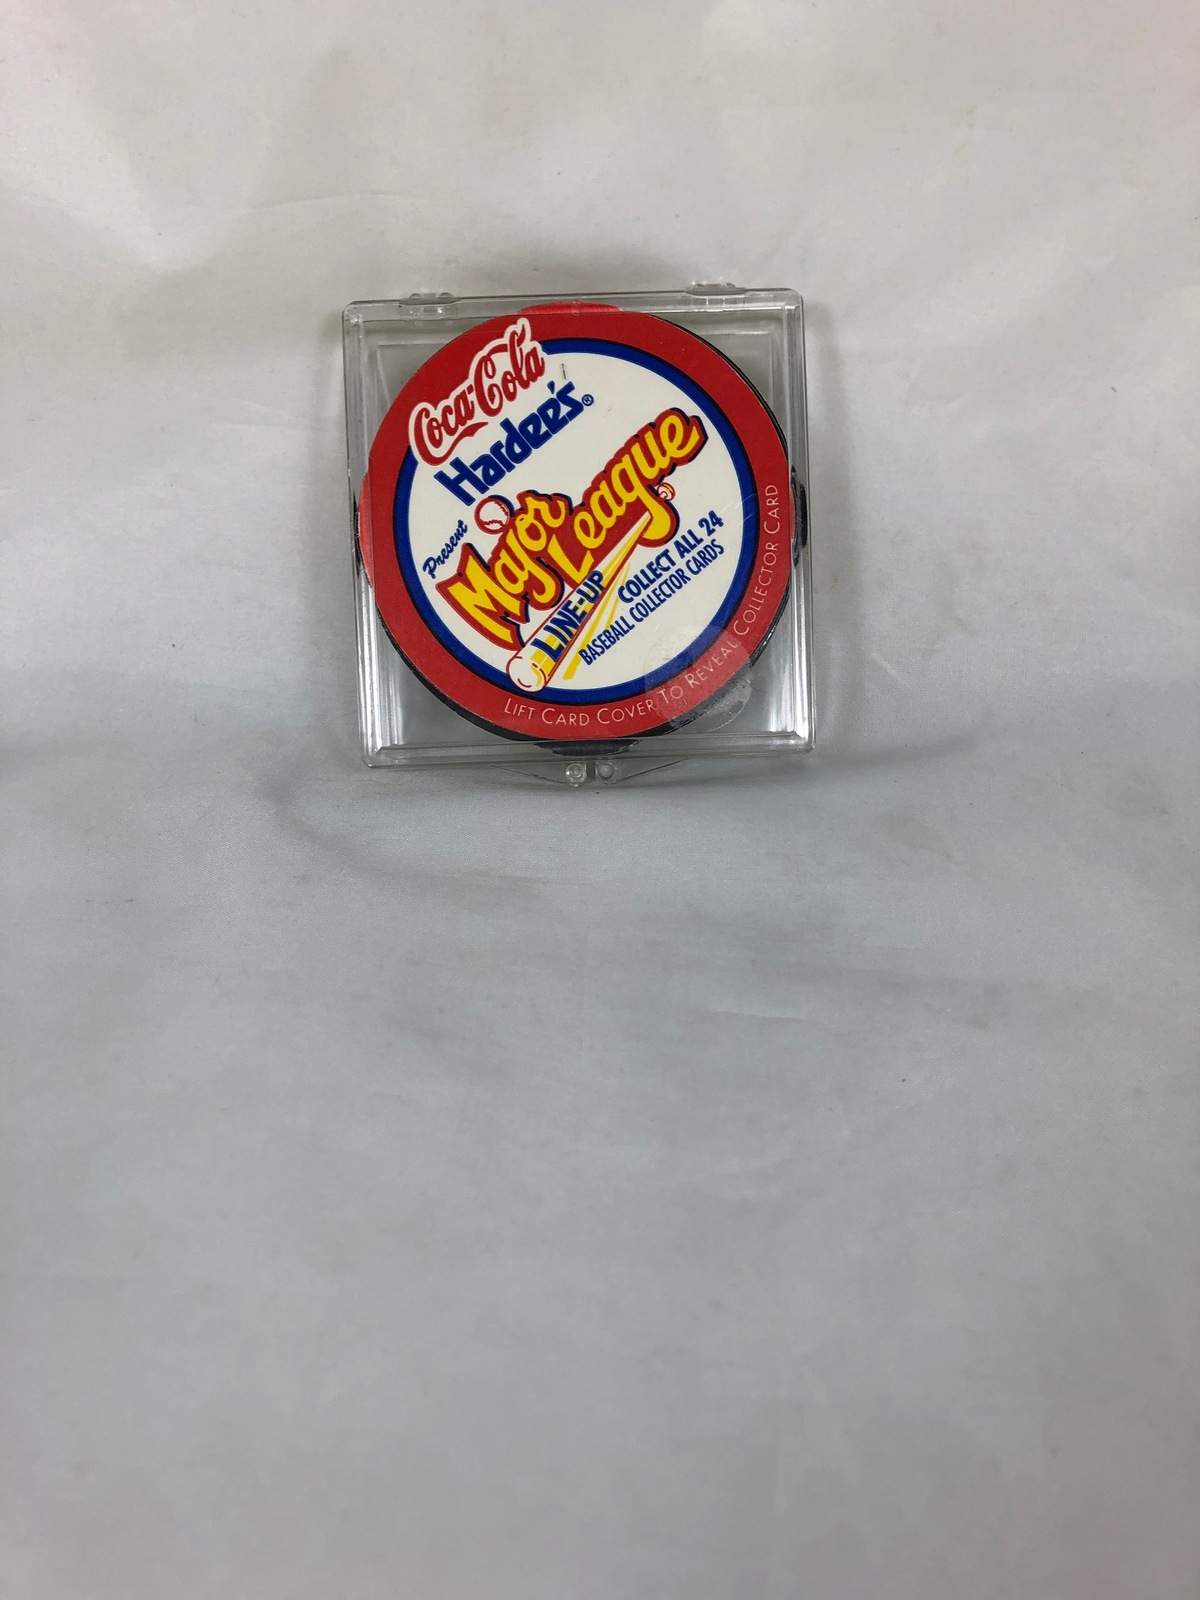 Coca-Cola
Hardee's®
Present
Major
League
LINE-UP
COLLECT ALL 24
BASEBALL COLLECTOR CARDS
LIFT CARD COVER TO REVEAL COLLECTOR CARD